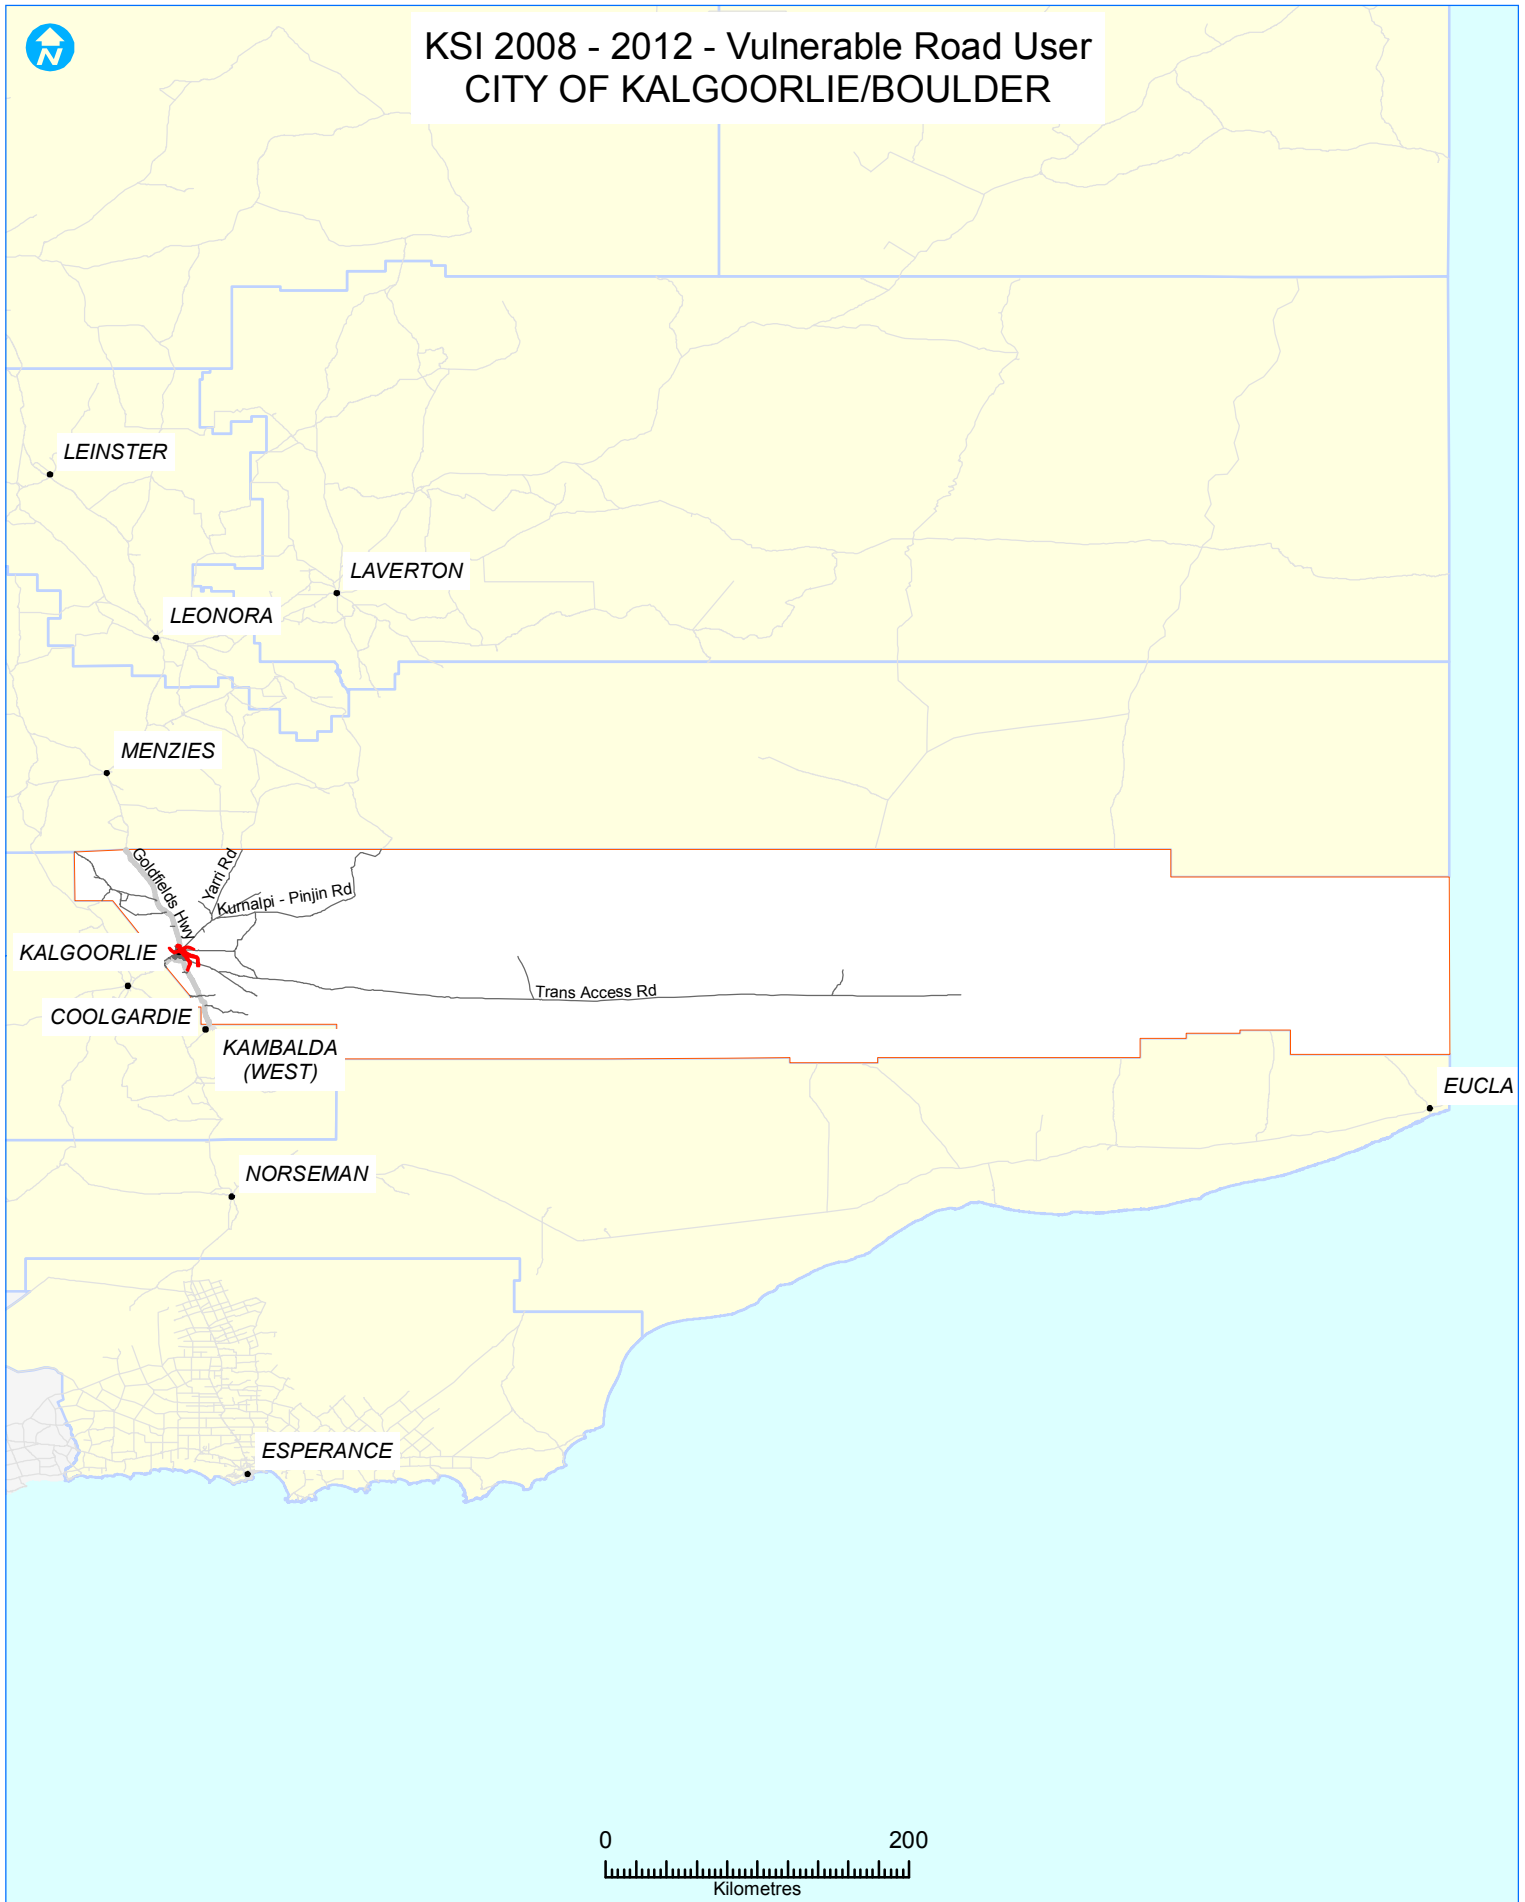 N
KSI 2008 - 2012 - Vulnerable Road User
CITY OF KALGOORLIE/BOULDER
LEINSTER
LAVERTON
LEONORA
MENZIES
Goldfields Hwy
Yarri Rd
Kurnalpi - Pinjin Rd
KALGOORLIE
Trans Access Rd
COOLGARDIE
KAMBALDA
(WEST)
EUCLA
NORSEMAN
ESPERANCE
0 200
Kilometres